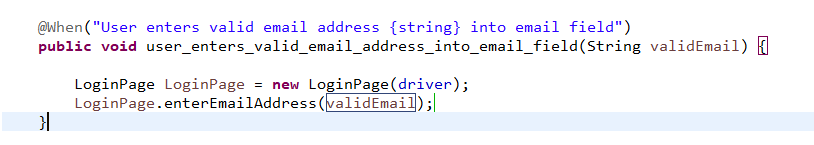 @When("User enters valid email address {string} into email field")
public void user_enters_valid_email_address_into_email_field(String validEmail) {
LoginPage LoginPage = new LoginPage(driver);
LoginPage.enterEmailAddress(validEmail);
}